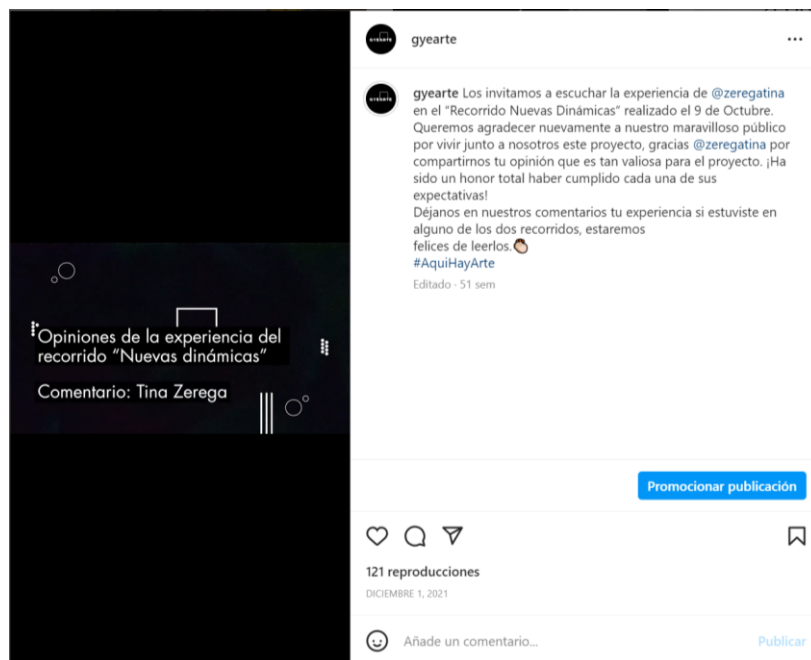 Opiniones de la experiencia del
recorrido “Nuevas dinámicas”
Comentario: Tina Zerega
GYEARTE
gyearte
GYEARTE
gyearte Los invitamos a escuchar la experiencia de @zeregatina
en el “Recorrido Nuevas Dinámicas” realizado el 9 de Octubre.
Queremos agradecer nuevamente a nuestro maravilloso público
por vivir junto a nosotros este proyecto, gracias @zeregatina por
compartirnos tu opinión que es tan valiosa para el proyecto. ¡Ha
sido un honor total haber cumplido cada una de sus
expectativas!
Déjanos en nuestros comentarios tu experiencia si estuviste en
alguno de los dos recorridos, estaremos
felices de leerlos.👏🏻
#AquiHayArte
Editado · 51 sem
Promocionar publicación
121 reproducciones
DICIEMBRE 1, 2021
Añade un comentario...
Publicar